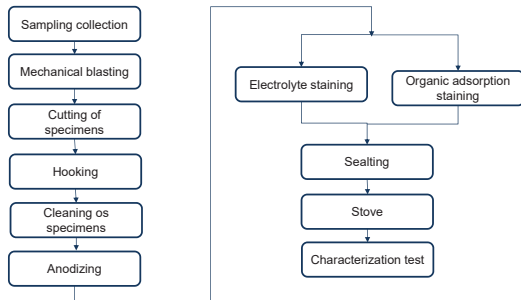 Sampling collection
Mechanical blasting
Cutting of
specimens
Hooking
Cleaning os
specimens
Anodizing
Electrolyte staining
Organic adsorption
staining
Sealting
Stove
Characterization test